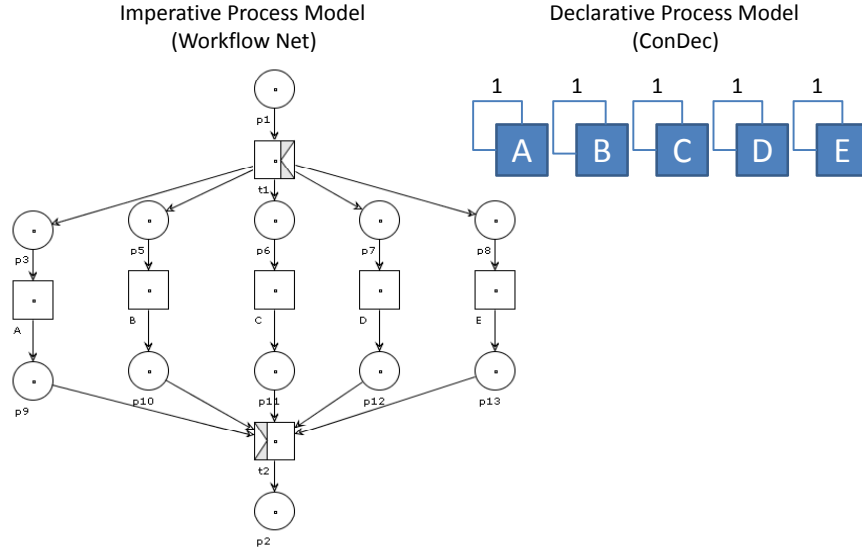 Imperative Process Model
(Workflow Net)
Declarative Process Model
(ConDec)
1 1 1 1 1
A B C D E
p1
t1
p3 p5 p6 p7 p8
A B C D E
p9 p10 p11 p12 p13
t2
p2